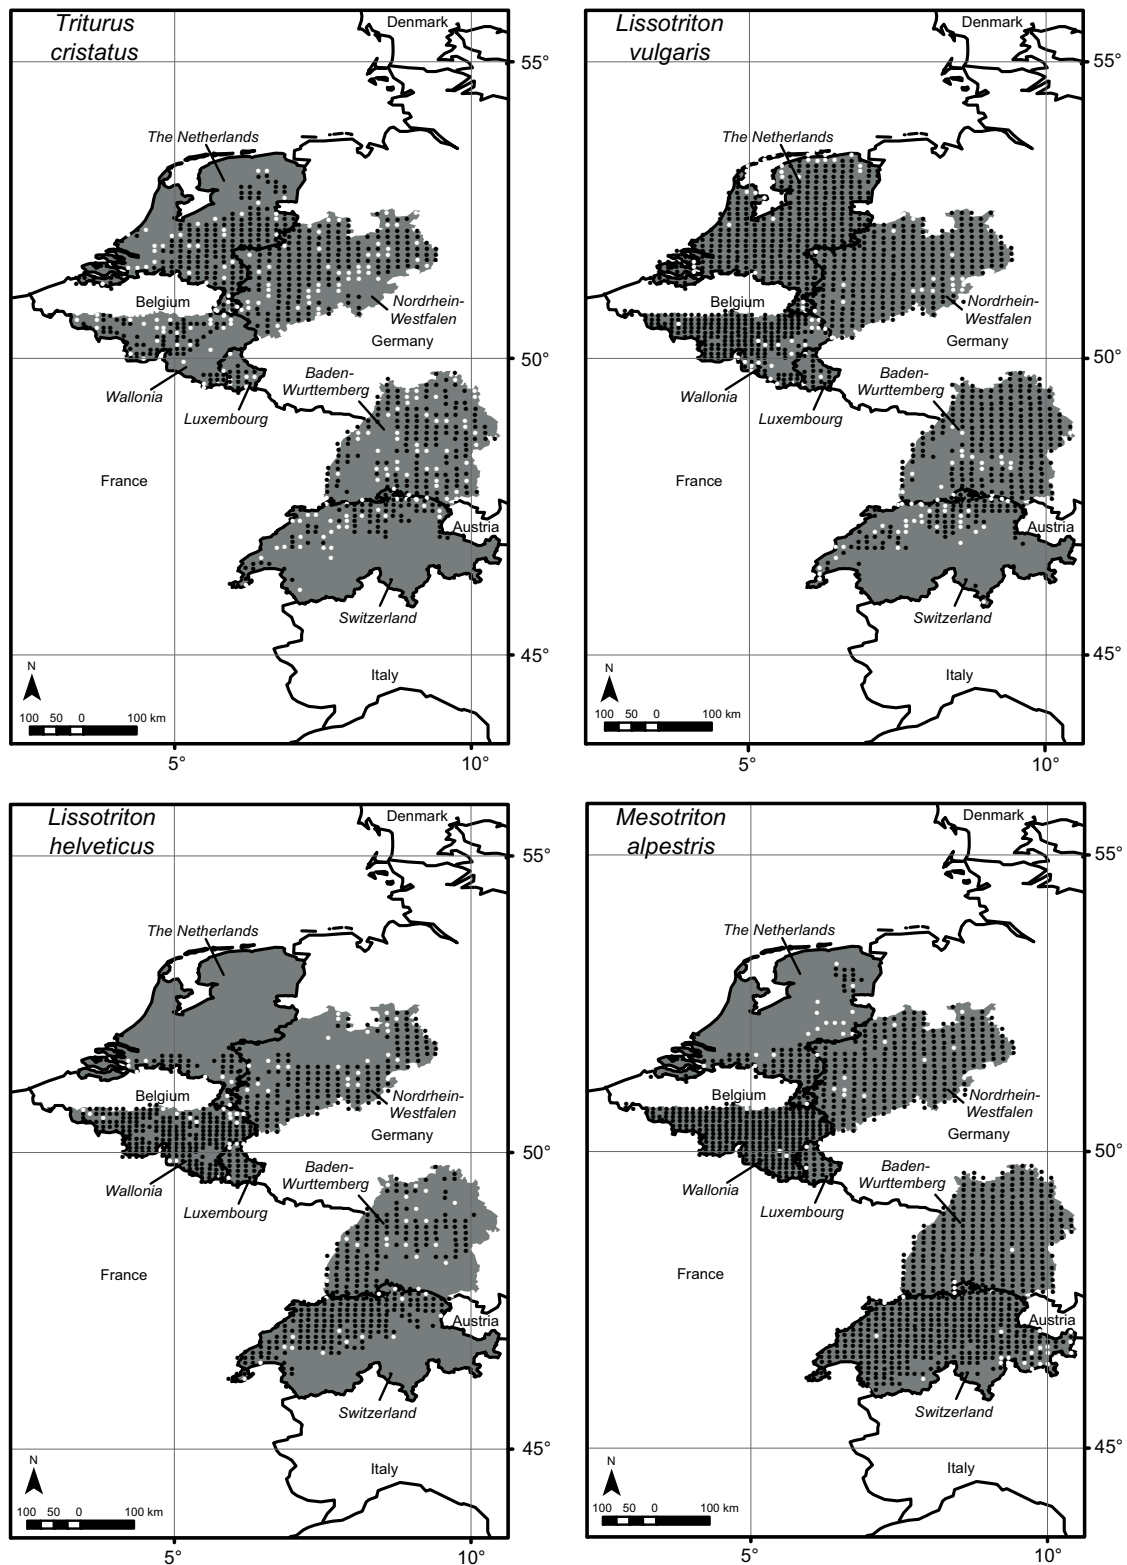 Triturus
cristatus
Denmark
55°
The Netherlands
Belgium
Nordrhein-
Westfalen
Germany
50°
Baden-
Wurttemberg
Wallonia
Luxembourg
France
Austria
Switzerland
45°
Italy
N
100 50 0 100 km
5° 10°
Lissotriton
vulgaris
Denmark
55°
The Netherlands
Belgium
Nordrhein-
Westfalen
Germany
50°
Baden-
Wurttemberg
Wallonia
Luxembourg
France
Austria
Switzerland
45°
Italy
N
100 50 0 100 km
5° 10°
Lissotriton
helveticus
Denmark
55°
The Netherlands
Belgium
Nordrhein-
Westfalen
Germany
50°
Baden-
Wurttemberg
Wallonia
Luxembourg
France
Austria
Switzerland
45°
Italy
N
100 50 0 100 km
5° 10°
Mesotriton
alpestris
Denmark
55°
The Netherlands
Belgium
Nordrhein-
Westfalen
Germany
50°
Baden-
Wurttemberg
Wallonia
Luxembourg
France
Austria
Switzerland
45°
Italy
N
100 50 0 100 km
5° 10°